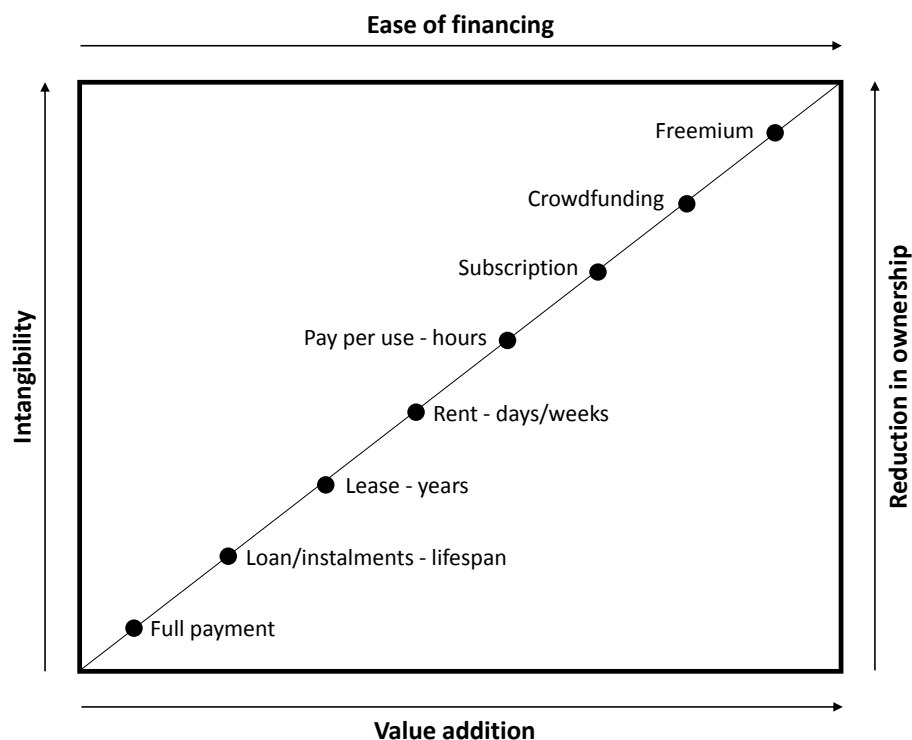 Ease of financing
Freemium
Crowdfunding
Subscription
Pay per use - hours
Rent - days/weeks
Lease - years
Loan/instalments - lifespan
Full payment
Intangibility
Reduction in ownership
Value addition